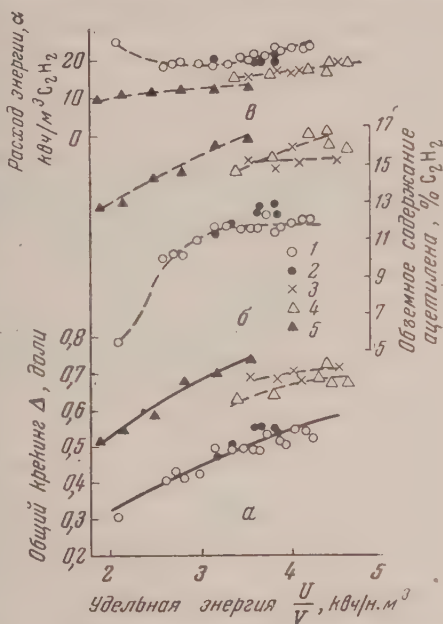 Расход энергии, α
квч/м³ C₂H₂
20
10
0
в
17
15
13
11
9
7
5
Объемное содержание
ацетилена, % C₂H₂
1
2
3
4
5
б
Общий крекинг Δ, доли
0,8
0,7
0,6
0,5
0,4
0,3
0,2
а
2
3
4
5
Удельная энергия U/V, квч/н.м³